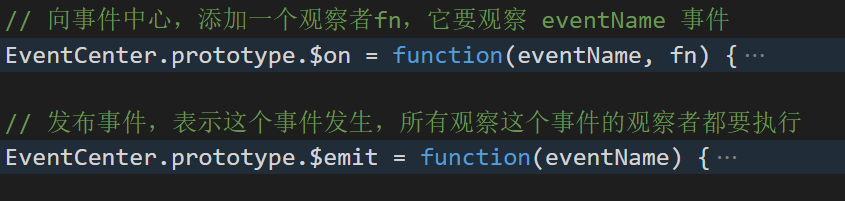 // 向事件中心，添加一个观察者fn，它要观察 eventName 事件
EventCenter.prototype.$on = function(eventName, fn) {···
// 发布事件，表示这个事件发生，所有观察这个事件的观察者都要执行
EventCenter.prototype.$emit = function(eventName) {···